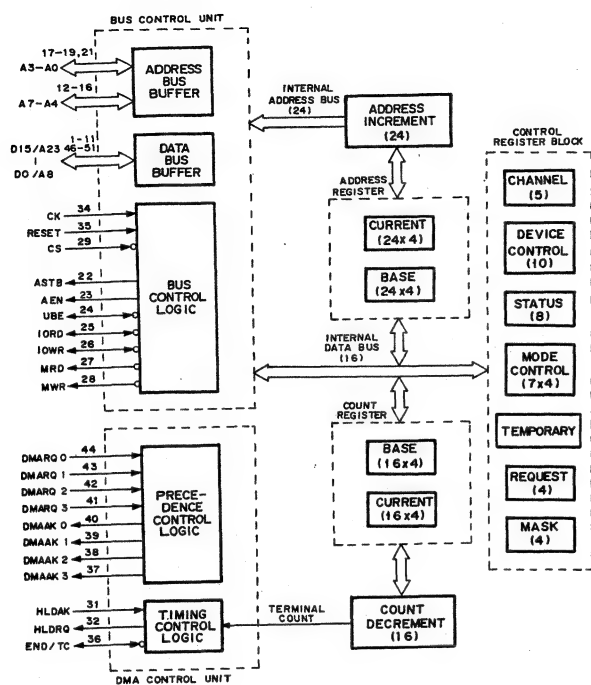 BUS CONTROL UNIT
17-19,21
A3-A0
12-16
A7-A4
ADDRESS
BUS
BUFFER
1-11
D15/A23 46-51
DO/A8
DATA
BUS
BUFFER
CK 34
RESET 35
CS 29
ASTB 22
AEN 23
UBE 24
IORD 25
IOWR 26
MRD 27
MWR 28
BUS
CONTROL
LOGIC
INTERNAL
ADDRESS BUS
(24)
ADDRESS
INCREMENT
(24)
ADDRESS
REGISTER
CURRENT
(24x4)
BASE
(24x4)
INTERNAL
DATA BUS
(16)
COUNT
REGISTER
BASE
(16x4)
CURRENT
(16x4)
COUNT
DECREMENT
(16)
TERMINAL
COUNT
CONTROL
REGISTER BLOCK
CHANNEL
(5)
DEVICE
CONTROL
(10)
STATUS
(8)
MODE
CONTROL
(7x4)
TEMPORARY
REQUEST
(4)
MASK
(4)
DMARQ 0 44
DMARQ 1 43
DMARQ 2 42
DMARQ 3 41
DMAAK 0 40
DMAAK 1 39
DMAAK 2 38
DMAAK 3 37
PRECE-
DENCE
CONTROL
LOGIC
HLDAK 31
HLDRQ 32
END/TC 36
TIMING
CONTROL
LOGIC
DMA CONTROL UNIT